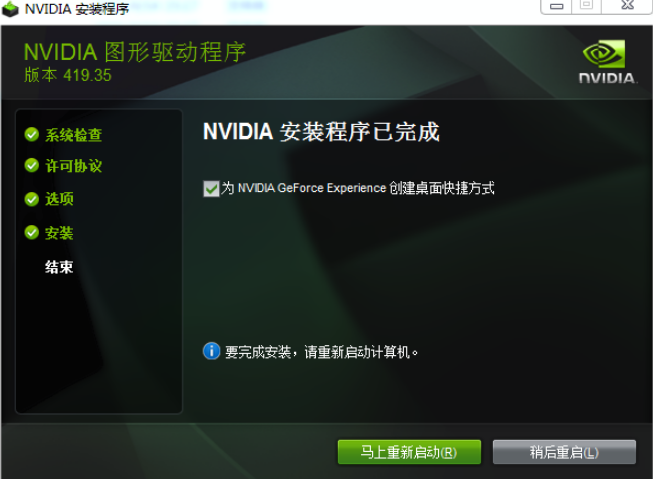 NVIDIA 安装程序
NVIDIA 图形驱动程序
版本 419.35
NVIDIA.
系统检查
许可协议
选项
安装
结束
NVIDIA 安装程序已完成
为 NVIDIA GeForce Experience 创建桌面快捷方式
要完成安装，请重新启动计算机。
马上重新启动(R)
稍后重启(L)